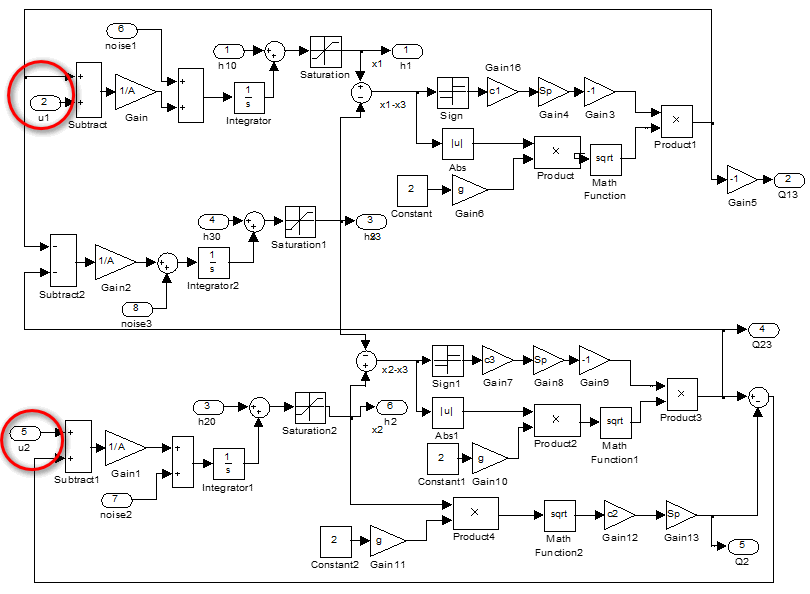 6
noise1
2
u1
Subtract
1/A
Gain
1
s
Integrator
1
h10
Saturation
x1
1
h1
x1-x3
Sign
Gain16
c1
Sp
Gain4
-1
Gain3
×
Product1
|u|
Abs
×
Product
sqrt
Math
Function
2
Constant
g
Gain6
-1
Gain5
2
Q13
4
h30
Saturation1
3
Subtract2
1/A
Gain2
8
noise3
1
s
Integrator2
4
Q23
x2-x3
Sign1
c3
Gain7
Sp
Gain8
-1
Gain9
×
Product3
5
u2
Subtract1
1/A
Gain1
7
noise2
1
s
Integrator1
3
h20
Saturation2
x2
6
h2
|u|
Abs1
×
Product2
sqrt
Math
Function1
2
Constant1
g
Gain10
×
Product4
sqrt
Math
Function2
c2
Gain12
Sp
Gain13
2
Constant2
g
Gain11
5
Q2